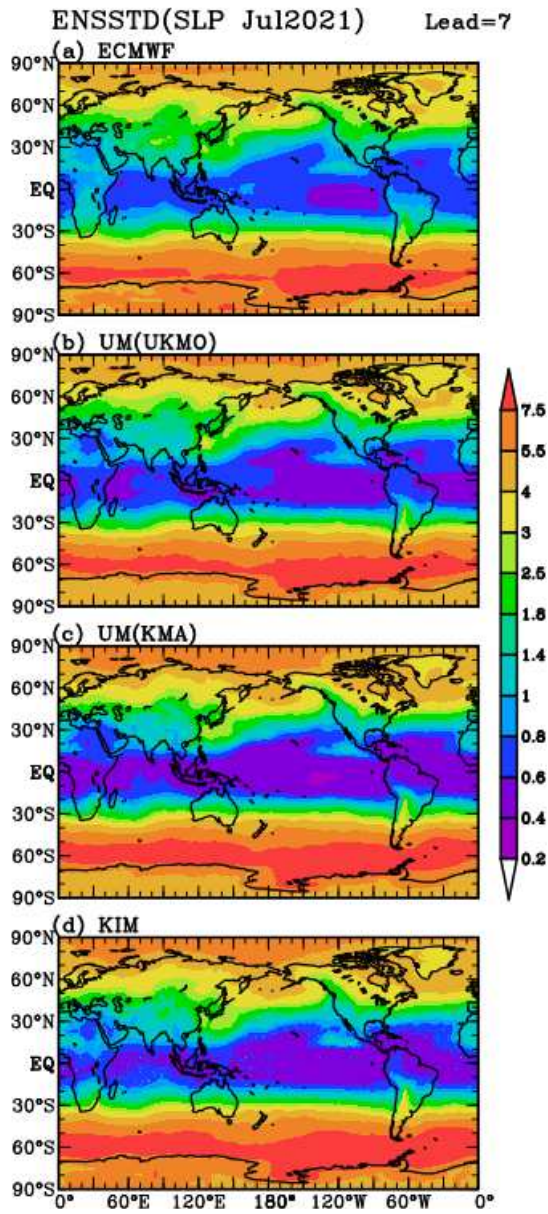 ENSSTD(SLP Jul2021) Lead=7
(a) ECMWF
90°N
60°N
30°N
EQ
30°S
60°S
90°S
(b) UM(UKMO)
90°N
60°N
30°N
EQ
30°S
60°S
90°S
(c) UM(KMA)
90°N
60°N
30°N
EQ
30°S
60°S
90°S
(d) KIM
90°N
60°N
30°N
EQ
30°S
60°S
90°S
0° 60°E 120°E 180° 120°W 60°W 0°
7.5
5.5
4
3
2.5
1.8
1.4
1
0.8
0.6
0.4
0.2